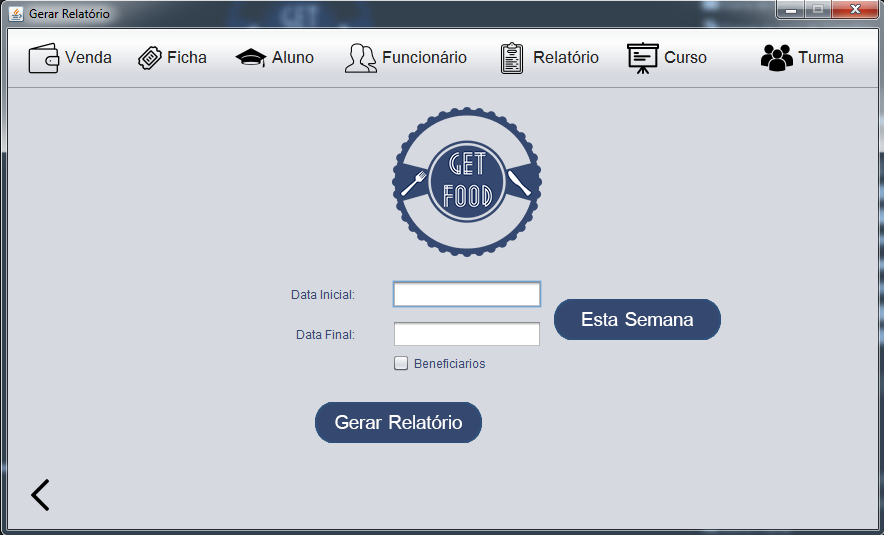 Gerar Relatório
Venda Ficha Aluno Funcionário Relatório Curso Turma
GET
FOOD
Data Inicial:
Esta Semana
Data Final:
Beneficiarios
Gerar Relatório